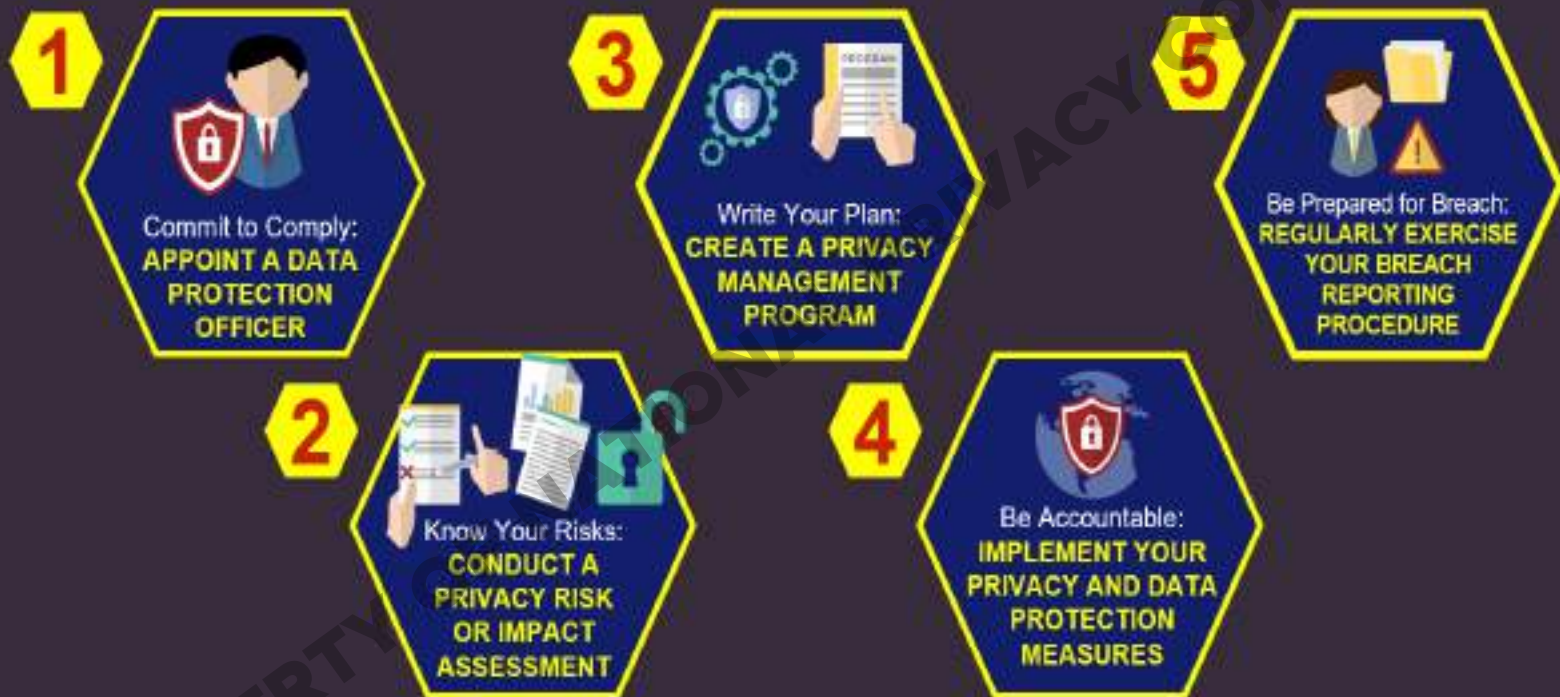 1
Commit to Comply:
APPOINT A DATA
PROTECTION
OFFICER
2
Know Your Risks:
CONDUCT A
PRIVACY RISK
OR IMPACT
ASSESSMENT
3
PROGRAM
Write Your Plan:
CREATE A PRIVACY
MANAGEMENT
PROGRAM
4
Be Accountable:
IMPLEMENT YOUR
PRIVACY AND DATA
PROTECTION
MEASURES
5
Be Prepared for Breach:
REGULARLY EXERCISE
YOUR BREACH
REPORTING
PROCEDURE